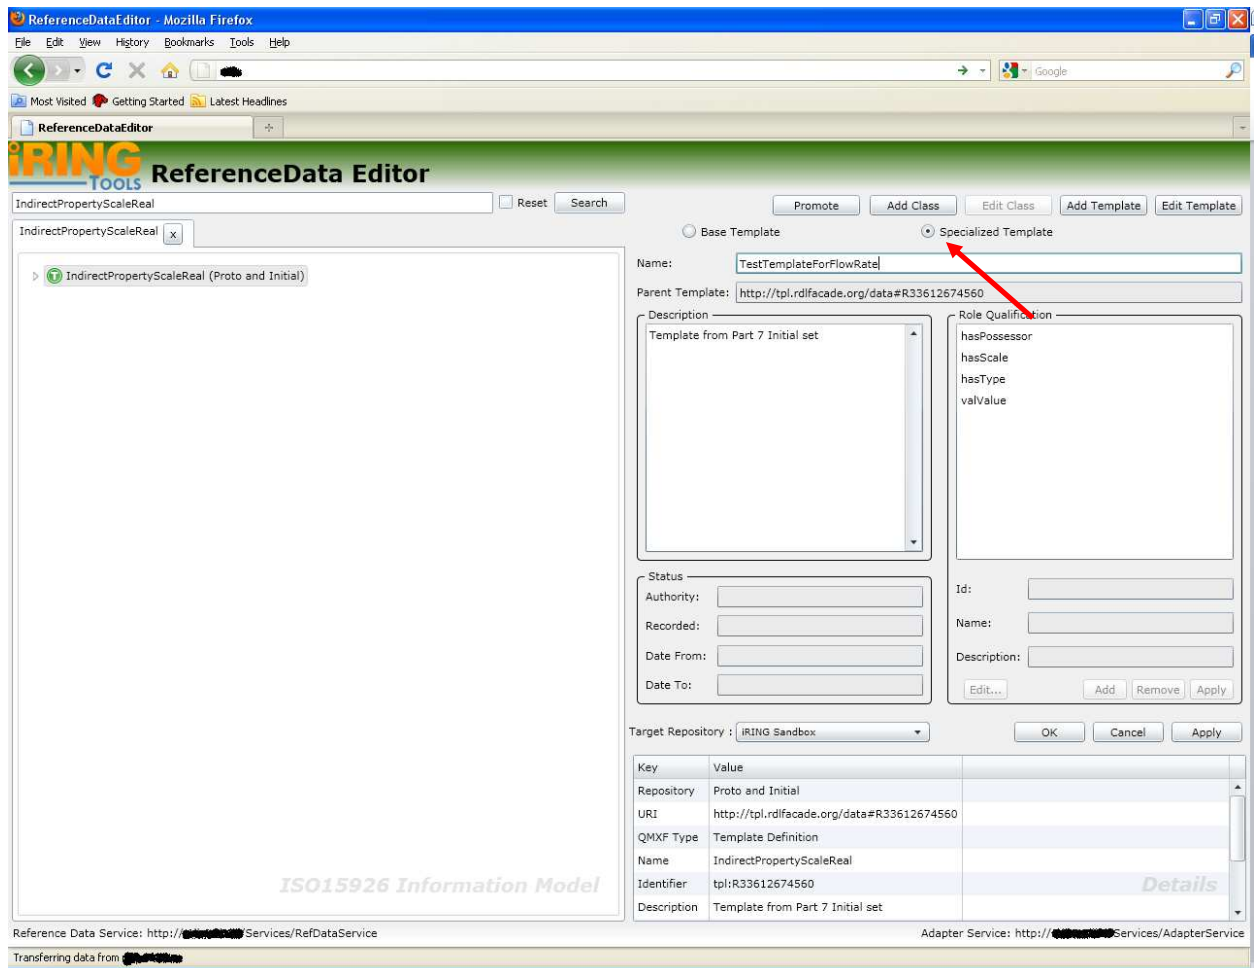 ReferenceDataEditor - Mozilla Firefox
File Edit View History Bookmarks Tools Help
Google
Most Visited Getting Started Latest Headlines
ReferenceDataEditor
iRING TOOLS ReferenceData Editor
IndirectPropertyScaleReal Reset Search
Promote Add Class Edit Class Add Template Edit Template
IndirectPropertyScaleReal x
Base Template Specialized Template
IndirectPropertyScaleReal (Proto and Initial)
Name: TestTemplateForFlowRate
Parent Template: http://tpl.rdlfacade.org/data#R33612674560
Description
Template from Part 7 Initial set
Role Qualification
hasPossessor
hasScale
hasType
valValue
Status
Authority:
Recorded:
Date From:
Date To:
Id:
Name:
Description:
Edit... Add Remove Apply
Target Repository : iRING Sandbox OK Cancel Apply
Key Value
Repository Proto and Initial
URI http://tpl.rdlfacade.org/data#R33612674560
QMXF Type Template Definition
Name IndirectPropertyScaleReal
Identifier tpl:R33612674560
Description Template from Part 7 Initial set
ISO15926 Information Model
Details
Reference Data Service: http:// /Services/RefDataService
Adapter Service: http:// Services/AdapterService
Transferring data from